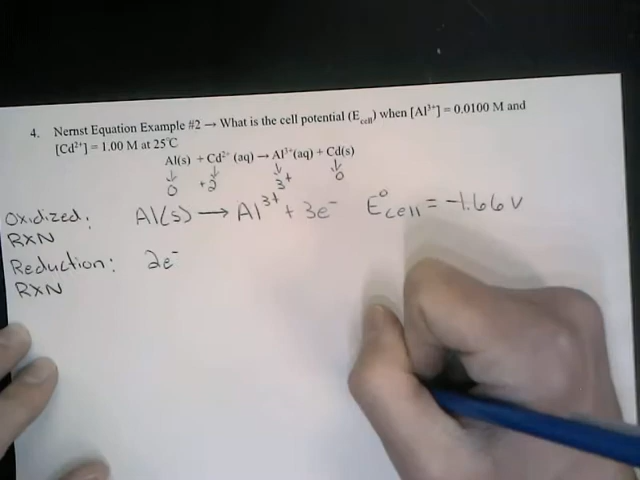 4. Nernst Equation Example #2 → What is the cell potential (Ecell) when [Al³⁺] = 0.0100 M and
[Cd²⁺] = 1.00 M at 25°C
Al(s) + Cd²⁺ (aq) → Al³⁺(aq) + Cd(s)
↓ ↓ ↓ ↓
0 +2 3+ 0
Oxidized: Al(s) → Al³⁺ + 3e⁻ E°cell = -1.66 V
RXN
Reduction: 2e⁻
RXN